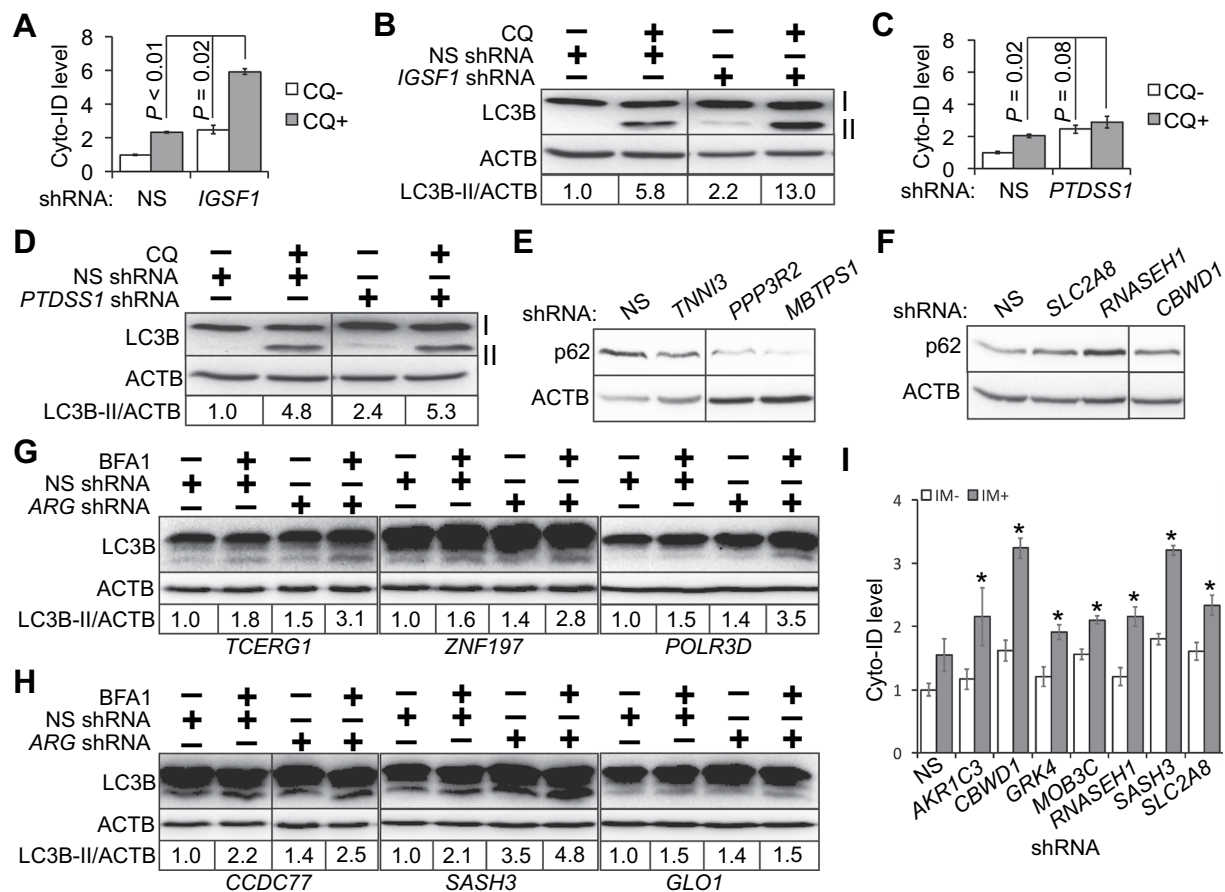 A
Cyto-ID level
8
6
4
2
0
P < 0.01
P = 0.02
CQ-
CQ+
shRNA: NS IGSF1
B
CQ − + − +
NS shRNA + + − −
IGSF1 shRNA − − + +
LC3B
I
II
ACTB
LC3B-II/ACTB 1.0 5.8 2.2 13.0
C
Cyto-ID level
8
6
4
2
0
P = 0.02
P = 0.08
CQ-
CQ+
shRNA: NS PTDSS1
D
CQ − + − +
NS shRNA + + − −
PTDSS1 shRNA − − + +
LC3B
I
II
ACTB
LC3B-II/ACTB 1.0 4.8 2.4 5.3
E
shRNA: NS TNNI3 PPP3R2 MBTPS1
p62
ACTB
F
shRNA: NS SLC2A8 RNASEH1 CBWD1
p62
ACTB
G
BFA1 − + − + − + − + − + − +
NS shRNA + + − − + + − − + + − −
ARG shRNA − − + + − − + + − − + +
LC3B
ACTB
LC3B-II/ACTB 1.0 1.8 1.5 3.1 1.0 1.6 1.4 2.8 1.0 1.5 1.4 3.5
TCERG1 ZNF197 POLR3D
H
BFA1 − + − + − + − + − + − +
NS shRNA + + − − + + − − + + − −
ARG shRNA − − + + − − + + − − + +
LC3B
ACTB
LC3B-II/ACTB 1.0 2.2 1.4 2.5 1.0 2.1 3.5 4.8 1.0 1.5 1.4 1.5
CCDC77 SASH3 GLO1
I
IM- IM+
Cyto-ID level
4
3
2
1
0
* * * * * * *
NS AKR1C3 CBWD1 GRK4 MOB3C RNASEH1 SASH3 SLC2A8
shRNA